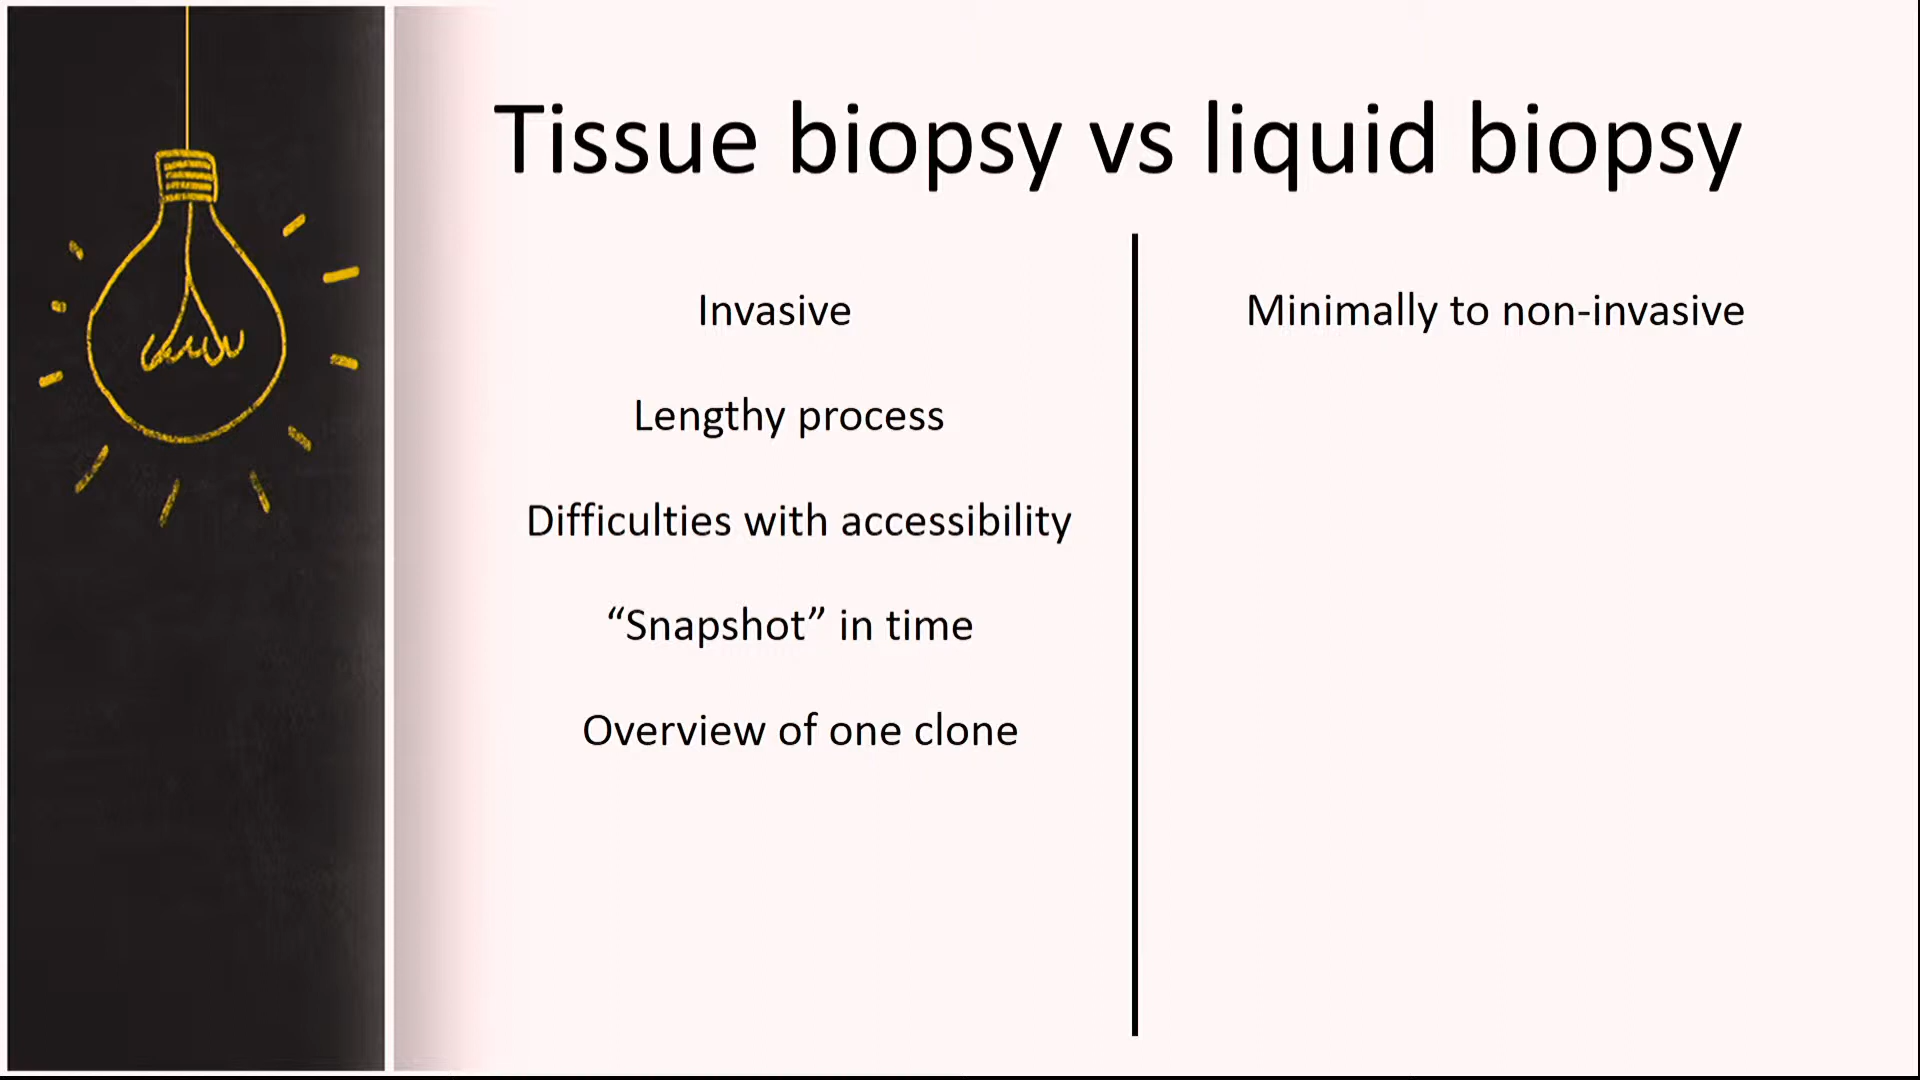 Tissue biopsy vs liquid biopsy
Invasive
Lengthy process
Difficulties with accessibility
“Snapshot” in time
Overview of one clone
Minimally to non-invasive